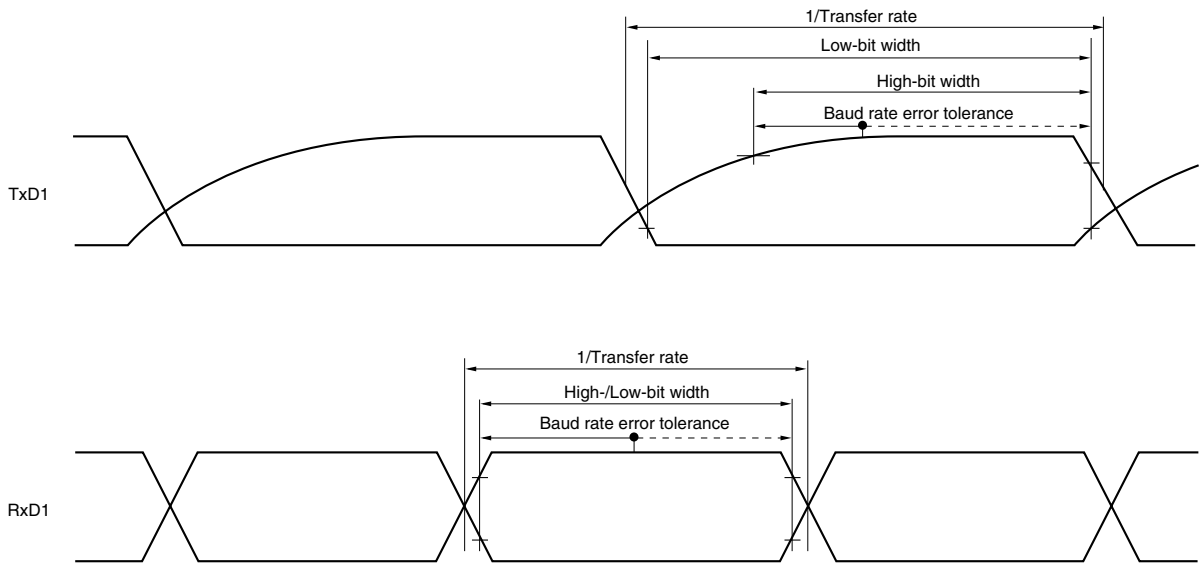 1/Transfer rate
Low-bit width
High-bit width
Baud rate error tolerance
TxD1
1/Transfer rate
High-/Low-bit width
Baud rate error tolerance
RxD1